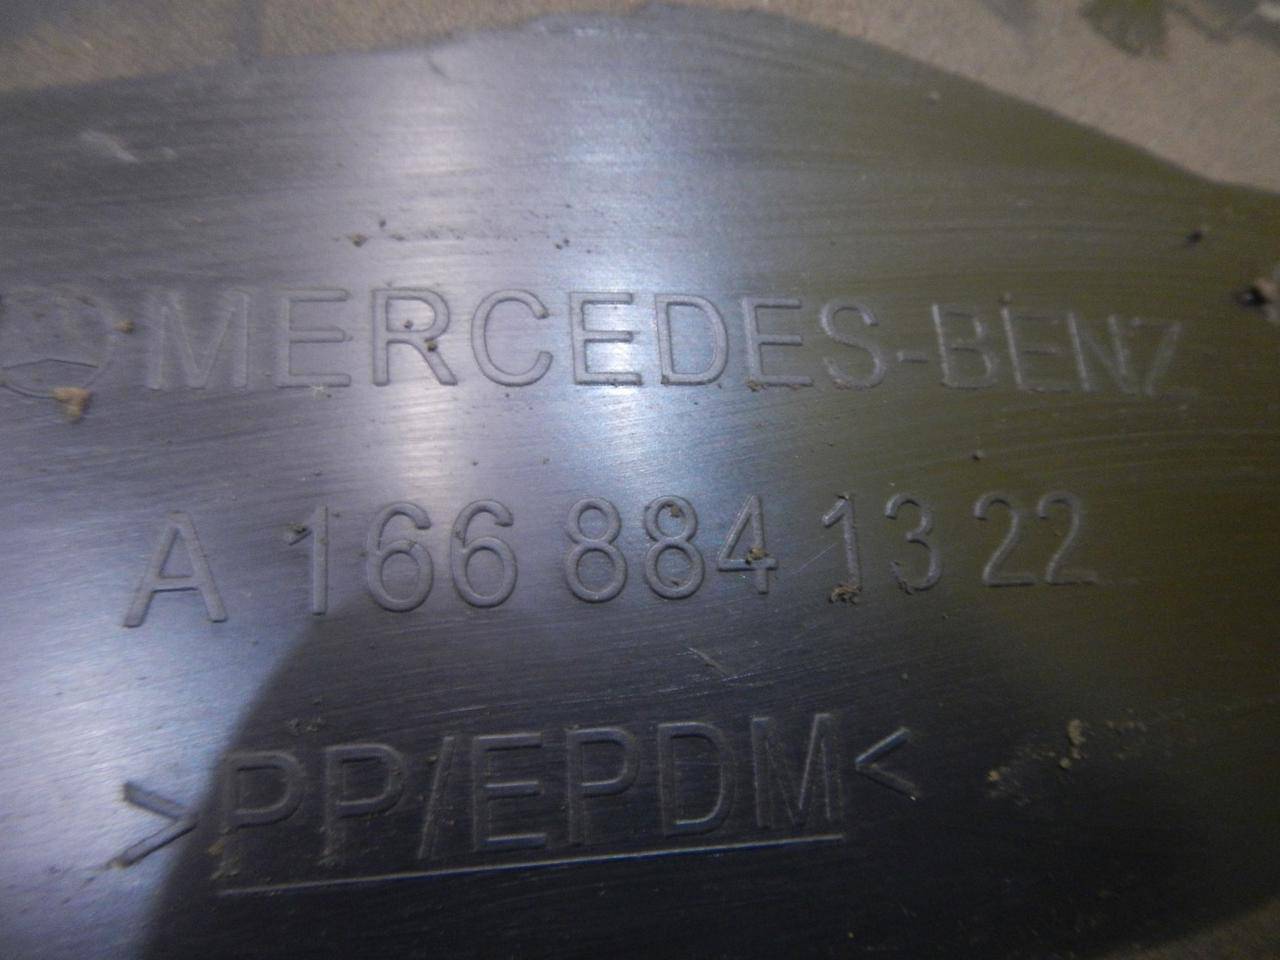 MERCEDES-BENZ
A 166 884 13 22
>PP/EPDM<